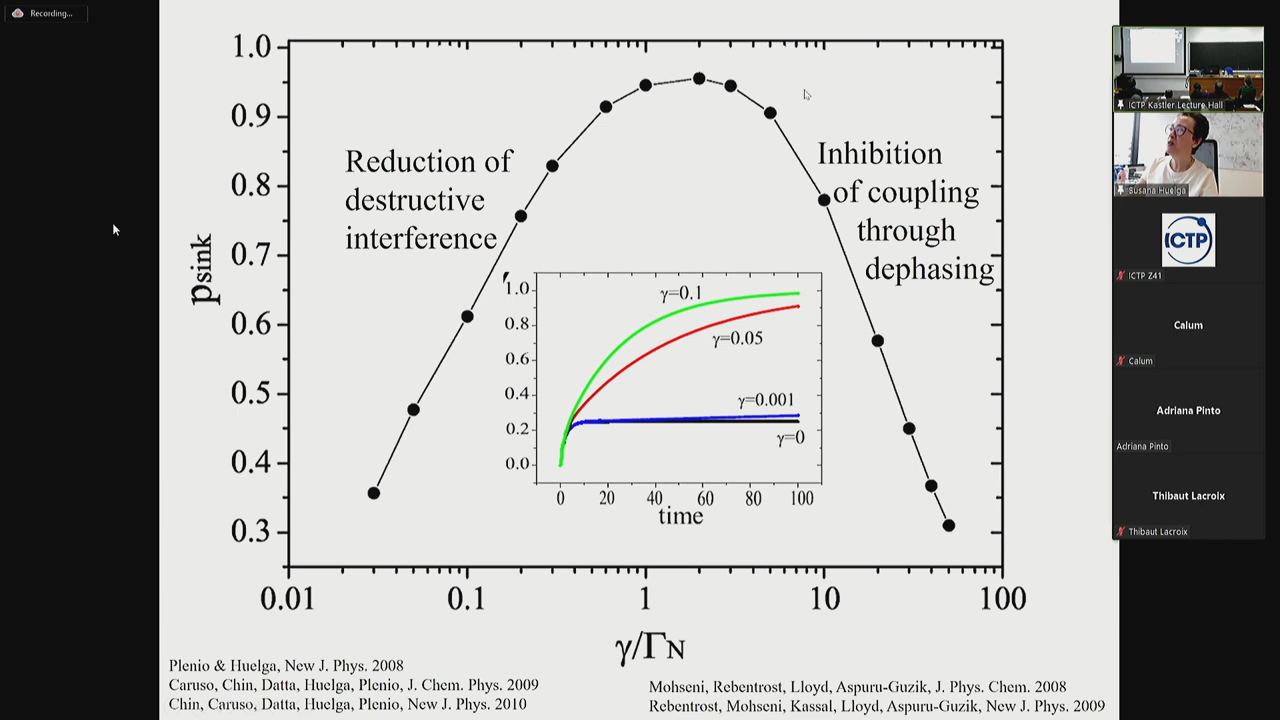 Recording...
1.0
0.9
0.8
0.7
0.6
0.5
0.4
0.3
psink
Reduction of
destructive
interference
Inhibition
of coupling
through
dephasing
1.0
0.8
0.6
0.4
0.2
0.0
γ=0.1
γ=0.05
γ=0.001
γ=0
0 20 40 60 80 100
time
0.01 0.1 1 10 100
γ/ΓN
Plenio & Huelga, New J. Phys. 2008
Caruso, Chin, Datta, Huelga, Plenio, J. Chem. Phys. 2009
Chin, Caruso, Datta, Huelga, Plenio, New J. Phys. 2010
Mohseni, Rebentrost, Lloyd, Aspuru-Guzik, J. Phys. Chem. 2008
Rebentrost, Mohseni, Kassal, Lloyd, Aspuru-Guzik, New J. Phys. 2009
ICTP Kastler Lecture Hall
Susana Huelga
ICTP
ICTP Z41
Calum
Calum
Adriana Pinto
Adriana Pinto
Thibaut Lacroix
Thibaut Lacroix